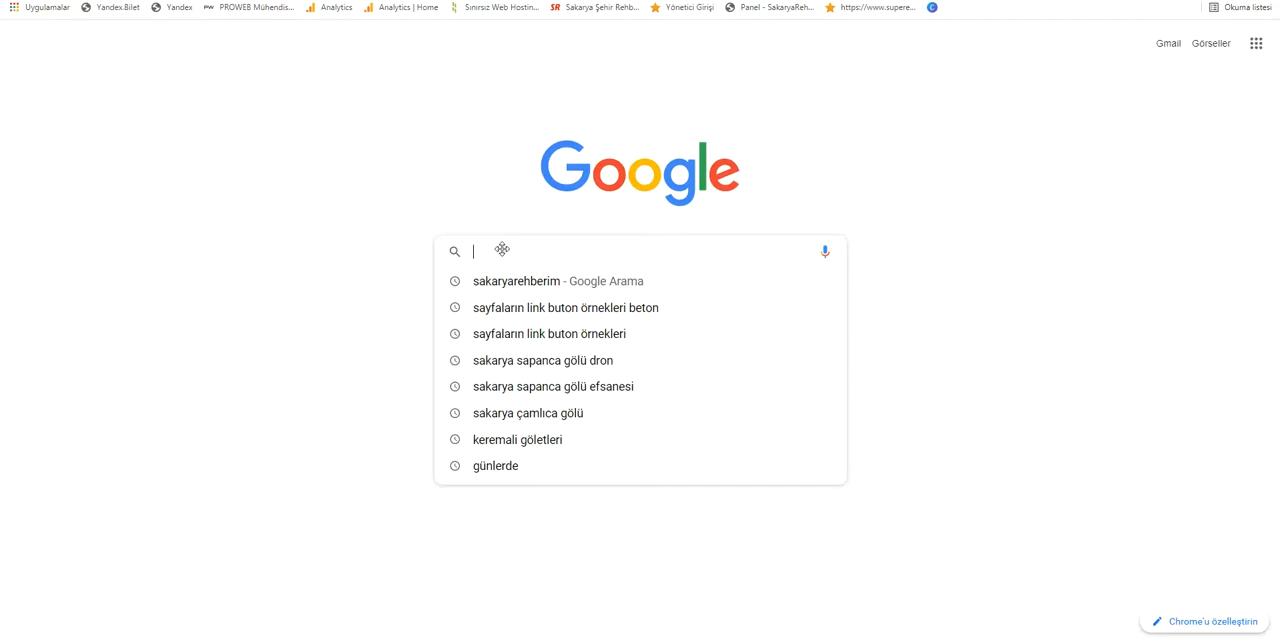 Uygulamalar Yandex.Bilet Yandex PW PROWEB Mühendis... Analytics Analytics | Home Sınırsız Web Hostin... SR Sakarya Şehir Rehb... Yönetici Girişi Panel - SakaryaReh... https://www.supere... C Okuma listesi
Gmail Görseller
Google
sakaryarehberim - Google Arama
sayfaların link buton örnekleri beton
sayfaların link buton örnekleri
sakarya sapanca gölü dron
sakarya sapanca gölü efsanesi
sakarya çamlıca gölü
keremali göletleri
günlerde
Chrome'u özelleştirin